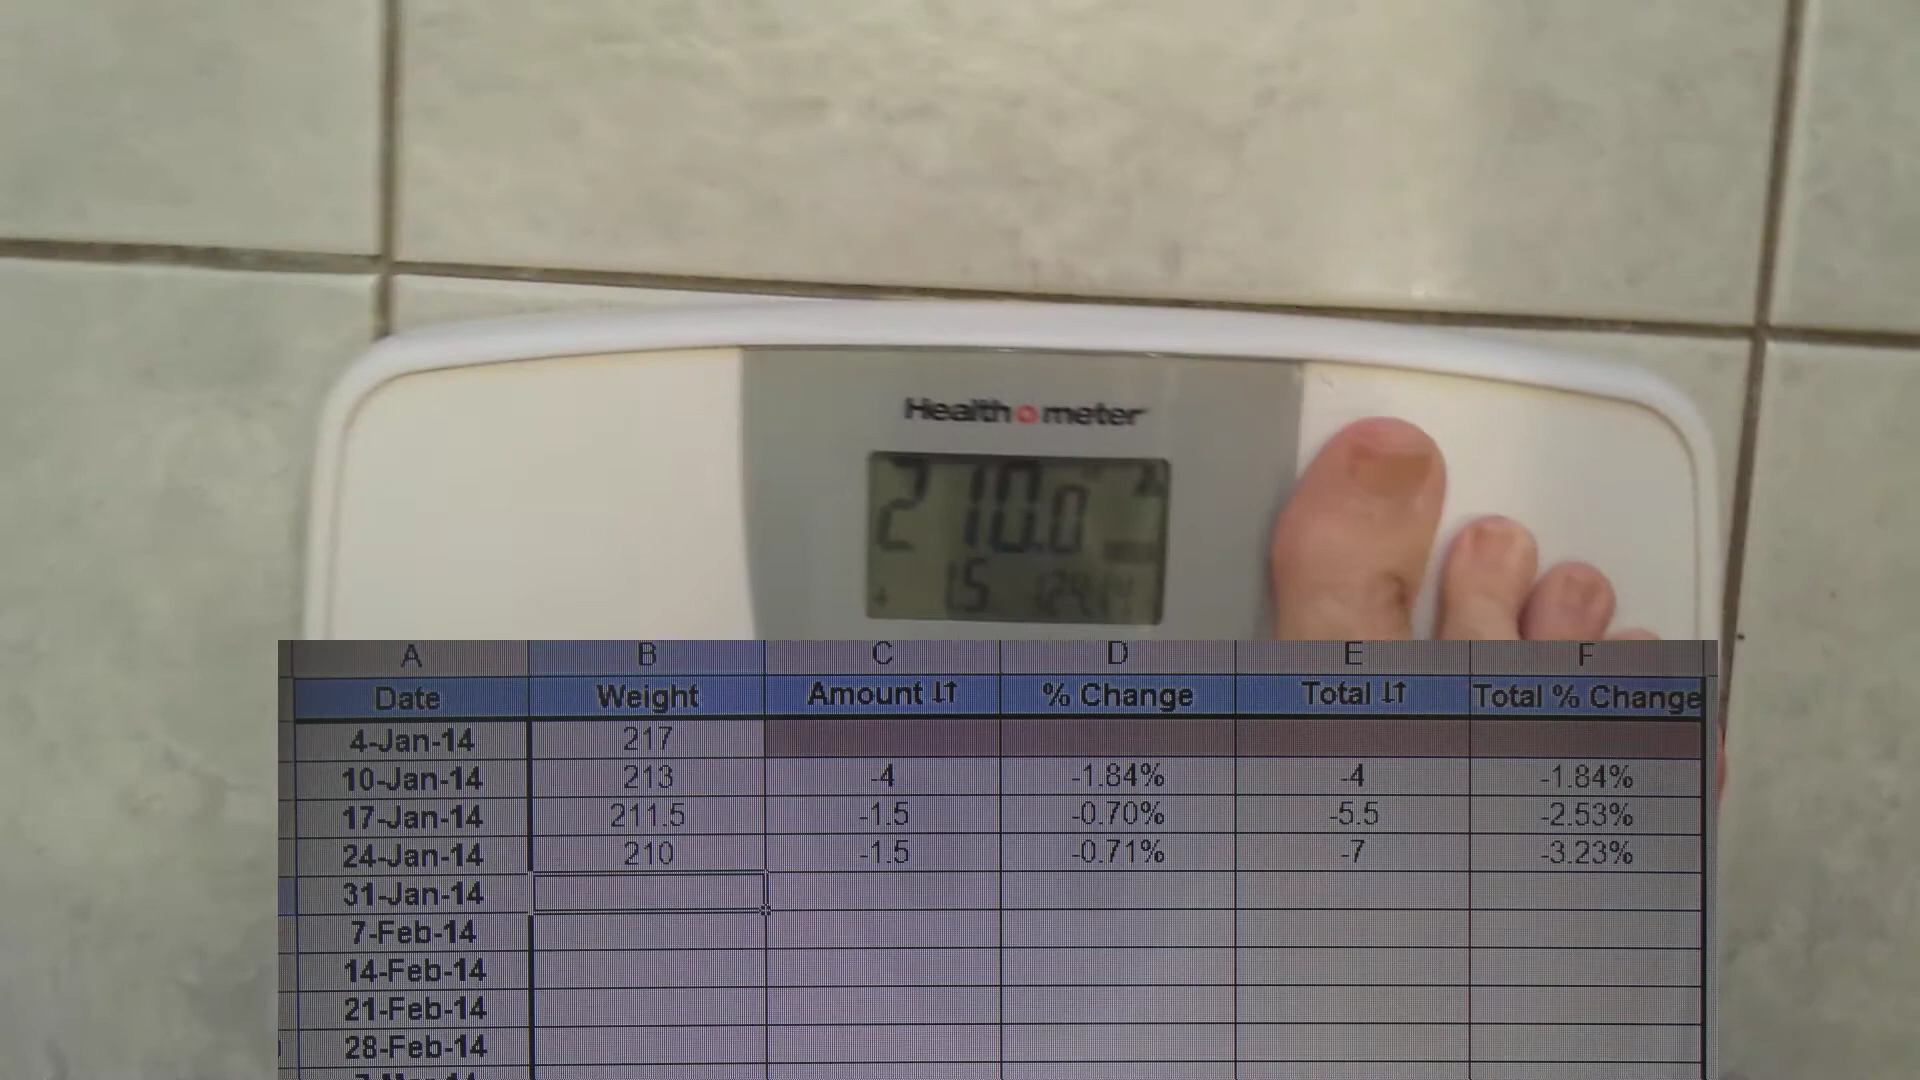 Health o meter
210.0
1.5
A B C D E F
Date Weight Amount ↓↑ % Change Total ↓↑ Total % Change
4-Jan-14 217
10-Jan-14 213 -4 -1.84% -4 -1.84%
17-Jan-14 211.5 -1.5 -0.70% -5.5 -2.53%
24-Jan-14 210 -1.5 -0.71% -7 -3.23%
31-Jan-14
7-Feb-14
14-Feb-14
21-Feb-14
28-Feb-14